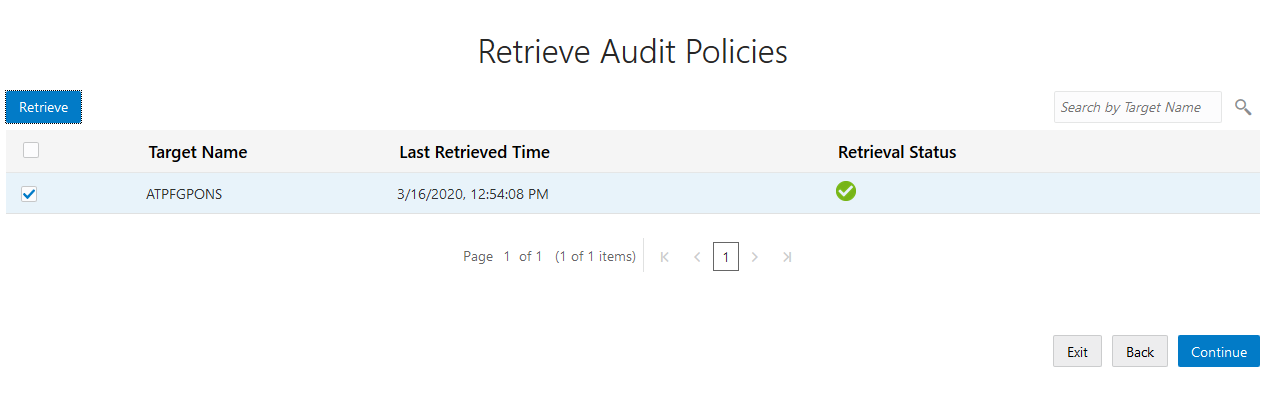 Retrieve Audit Policies
Retrieve
Search by Target Name
Target Name Last Retrieved Time Retrieval Status
ATPFGPONS 3/16/2020, 12:54:08 PM
Page 1 of 1 (1 of 1 items) 1
Exit Back Continue